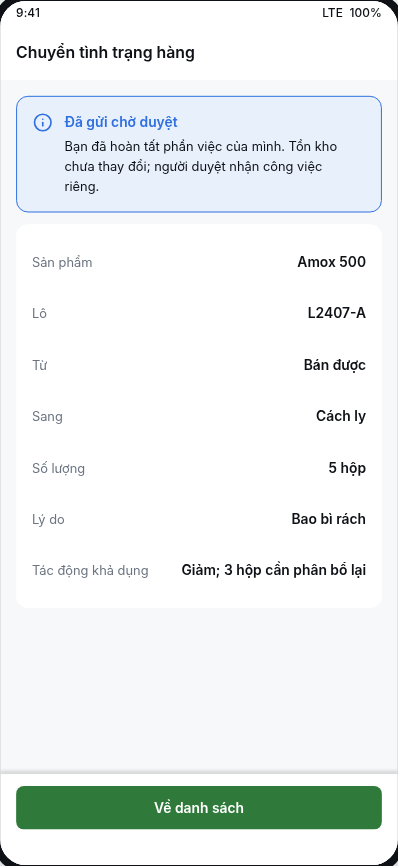 9:41 LTE 100%
Chuyển tình trạng hàng
Đã gửi chờ duyệt
Bạn đã hoàn tất phần việc của mình. Tồn kho
chưa thay đổi; người duyệt nhận công việc
riêng.
Sản phẩm Amox 500
Lô L2407-A
Từ Bán được
Sang Cách ly
Số lượng 5 hộp
Lý do Bao bì rách
Tác động khả dụng Giảm; 3 hộp cần phân bổ lại
Về danh sách